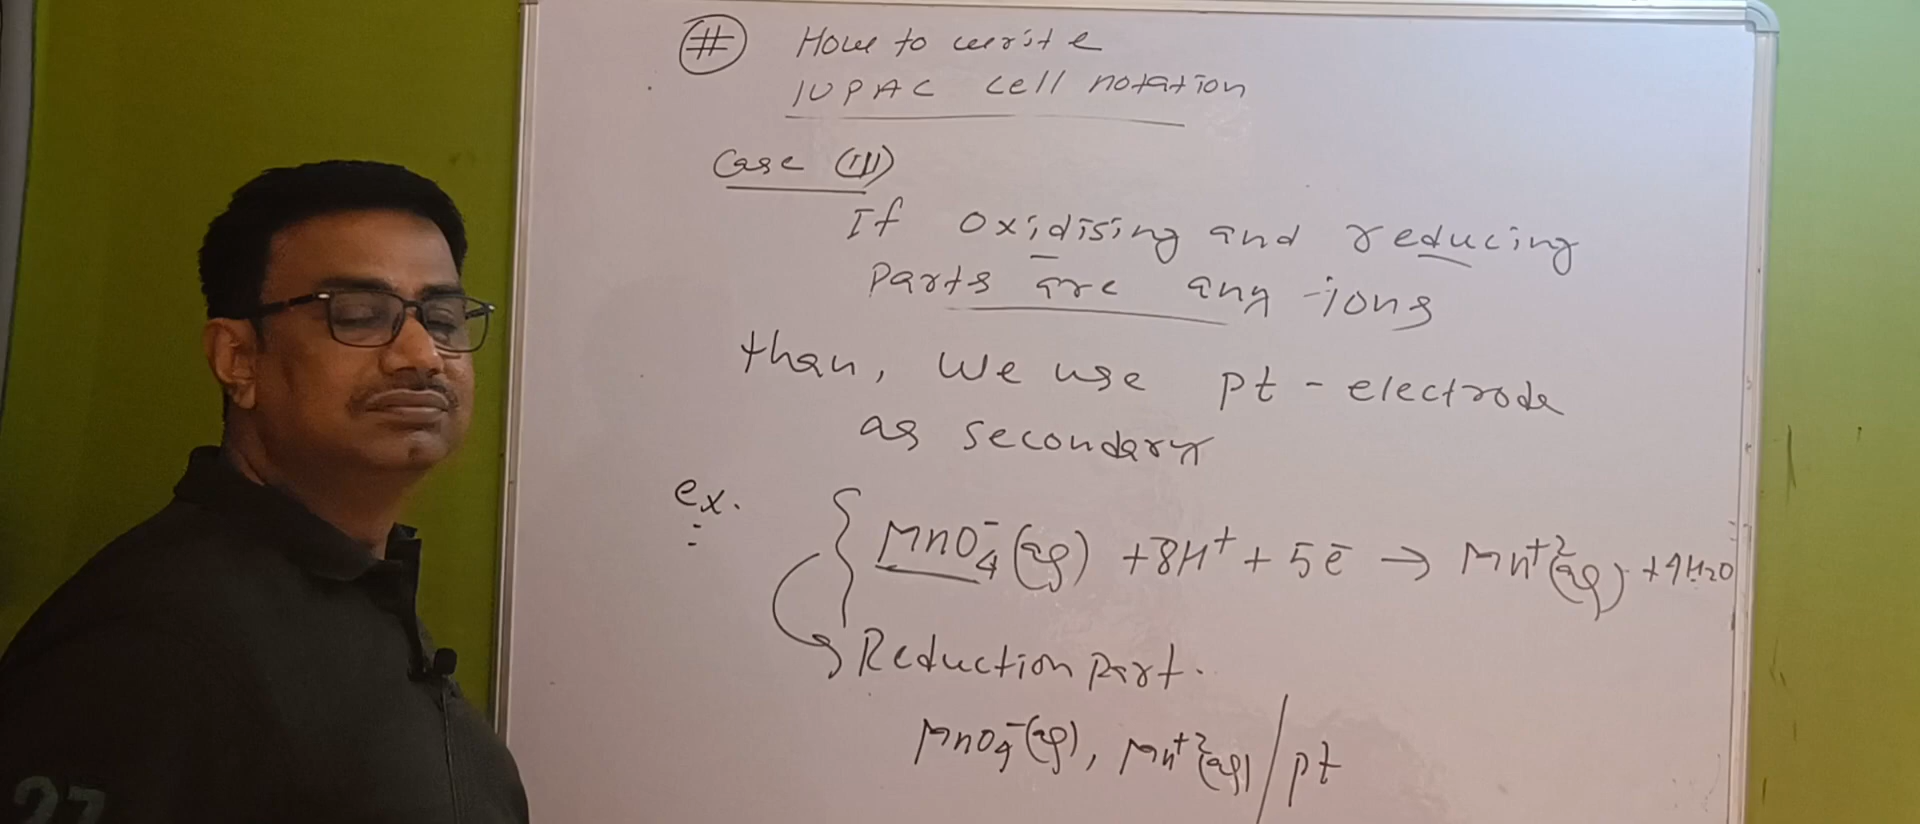 # How to write
IUPAC cell notation
Case (III)
If oxidising and reducing
parts are any ions
than, we use pt - electrode
as secondary
ex.
MnO₄⁻(aq) + 8H⁺ + 5e⁻ → Mn⁺²(aq) + 4H₂O
Reduction part.
MnO₄⁻(aq), Mn⁺²(aq) / pt
27